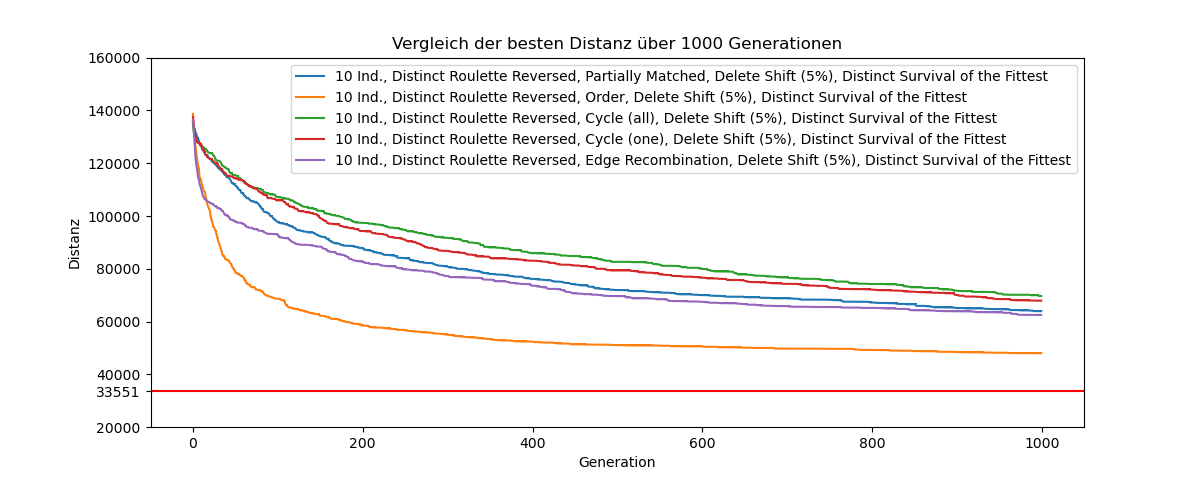 Vergleich der besten Distanz über 1000 Generationen
160000
140000
120000
100000
80000
60000
40000
33551
20000
Distanz
10 Ind., Distinct Roulette Reversed, Partially Matched, Delete Shift (5%), Distinct Survival of the Fittest
10 Ind., Distinct Roulette Reversed, Order, Delete Shift (5%), Distinct Survival of the Fittest
10 Ind., Distinct Roulette Reversed, Cycle (all), Delete Shift (5%), Distinct Survival of the Fittest
10 Ind., Distinct Roulette Reversed, Cycle (one), Delete Shift (5%), Distinct Survival of the Fittest
10 Ind., Distinct Roulette Reversed, Edge Recombination, Delete Shift (5%), Distinct Survival of the Fittest
0 200 400 600 800 1000
Generation